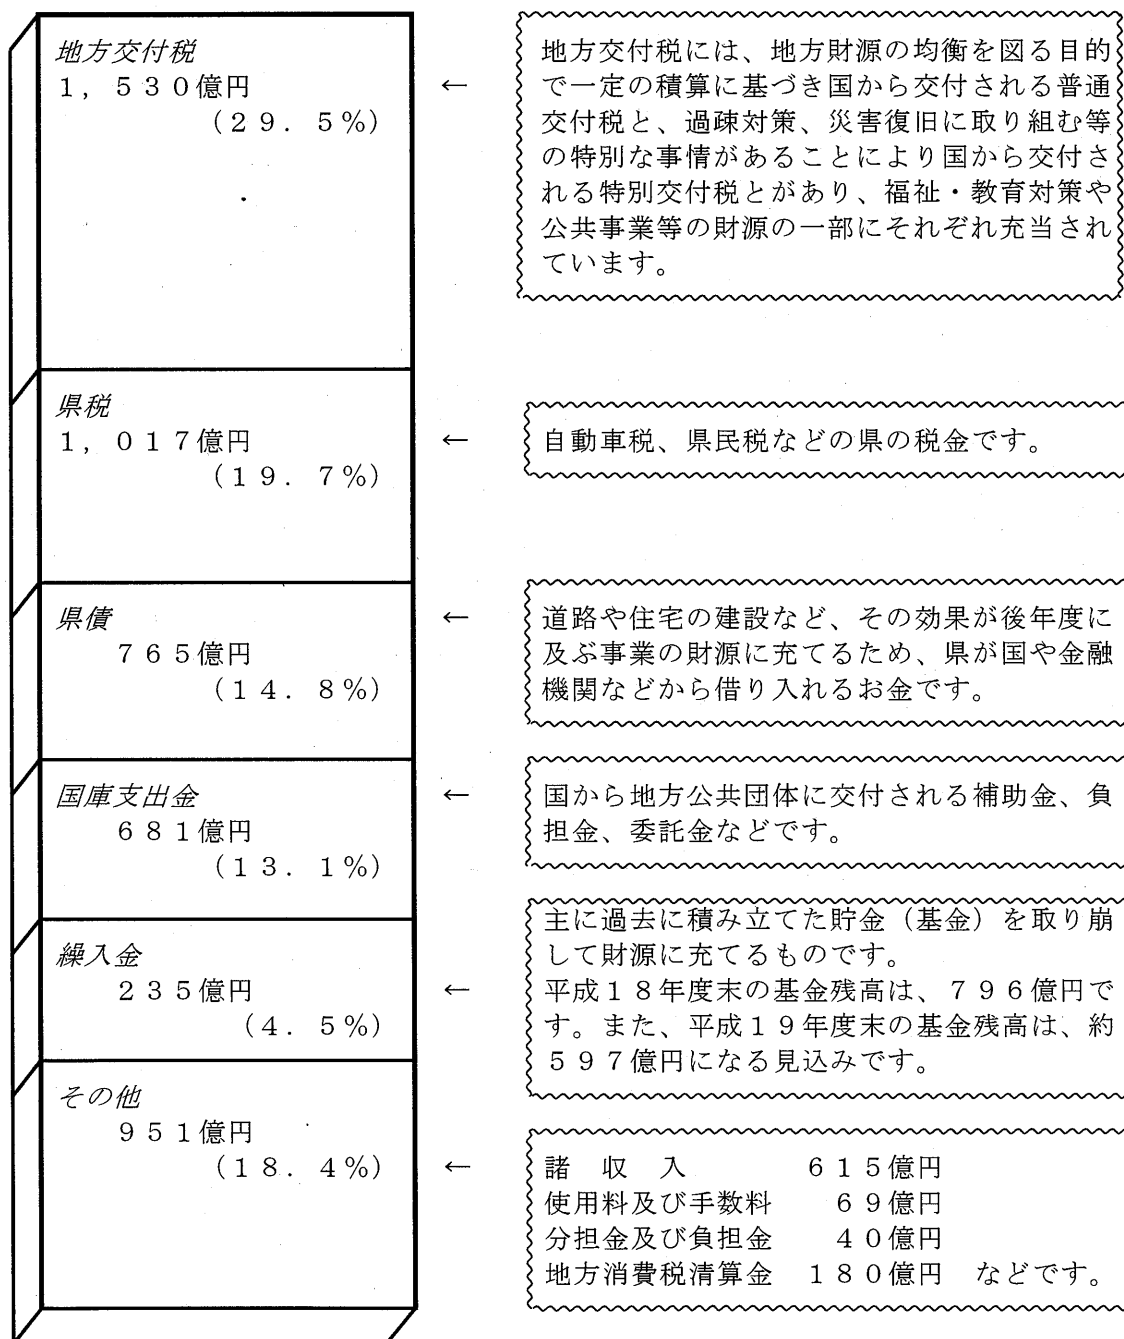 地方交付税
１，５３０億円
（２９．５％）
←
地方交付税には、地方財源の均衡を図る目的
で一定の積算に基づき国から交付される普通
交付税と、過疎対策、災害復旧に取り組む等
の特別な事情があることにより国から交付さ
れる特別交付税とがあり、福祉・教育対策や
公共事業等の財源の一部にそれぞれ充当され
ています。
県税
１，０１７億円
（１９．７％）
←
自動車税、県民税などの県の税金です。
県債
７６５億円
（１４．８％）
←
道路や住宅の建設など、その効果が後年度に
及ぶ事業の財源に充てるため、県が国や金融
機関などから借り入れるお金です。
国庫支出金
６８１億円
（１３．１％）
←
国から地方公共団体に交付される補助金、負
担金、委託金などです。
繰入金
２３５億円
（４．５％）
←
主に過去に積み立てた貯金（基金）を取り崩
して財源に充てるものです。
平成１８年度末の基金残高は、７９６億円で
す。また、平成１９年度末の基金残高は、約
５９７億円になる見込みです。
その他
９５１億円
（１８．４％）
←
諸　収　入　　　６１５億円
使用料及び手数料　６９億円
分担金及び負担金　４０億円
地方消費税清算金　１８０億円　などです。